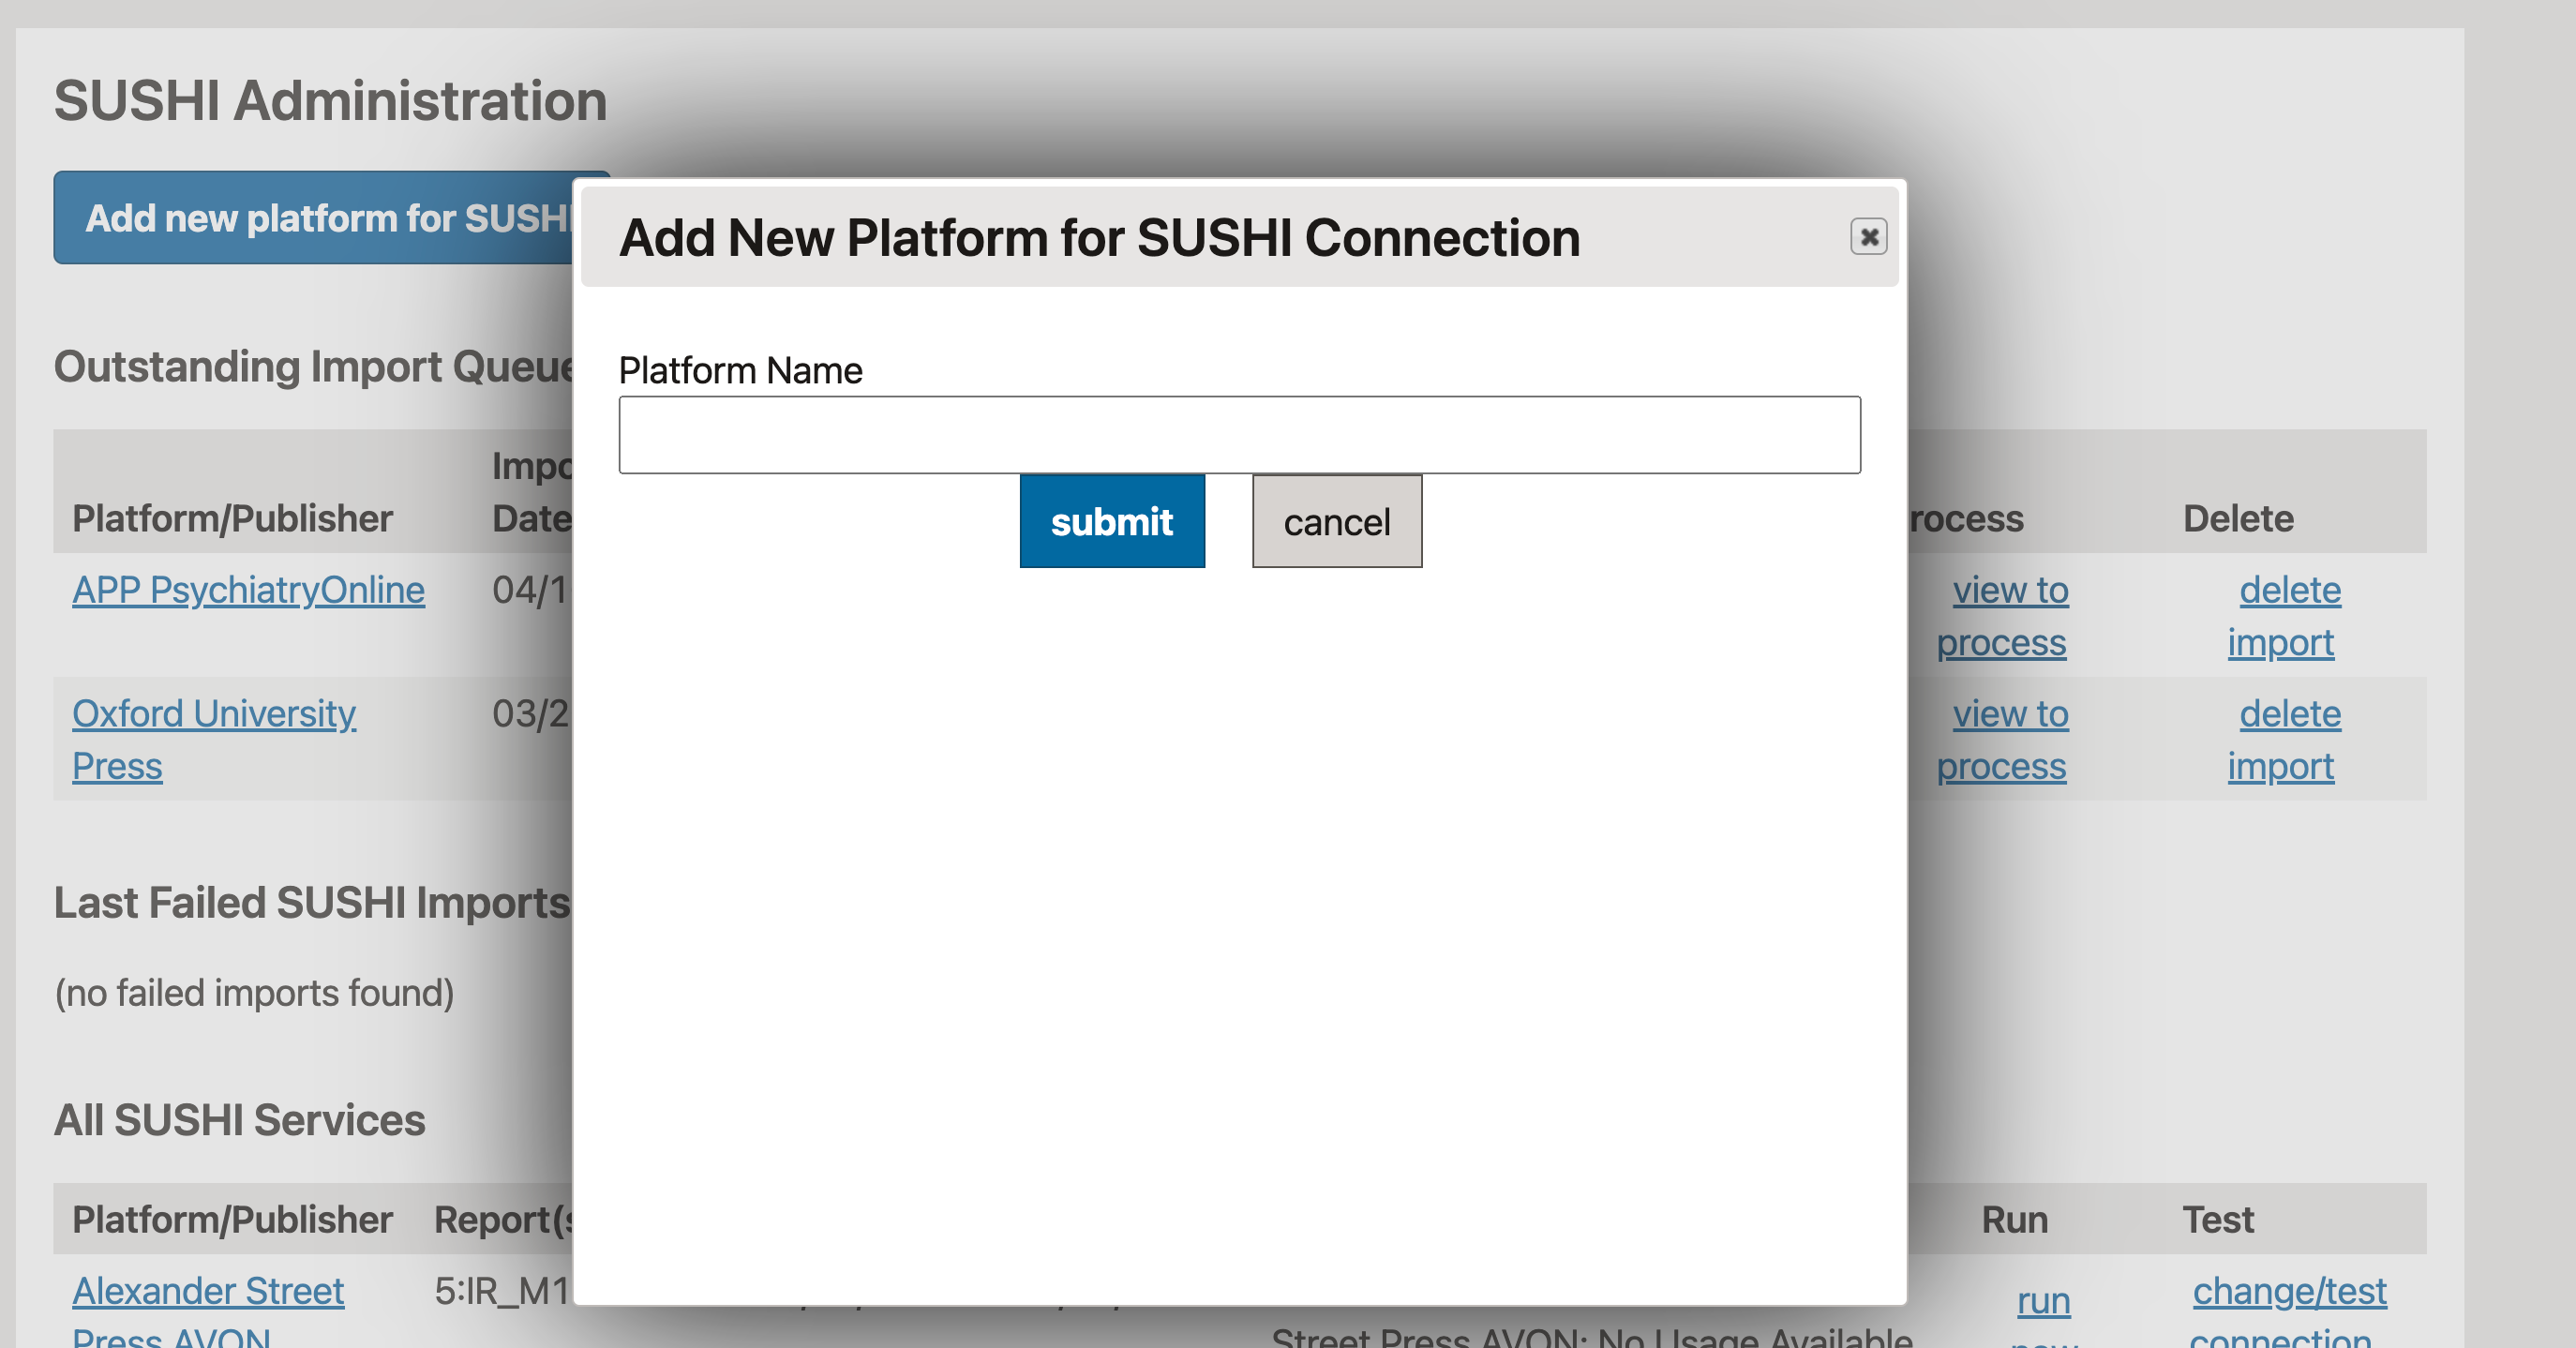 SUSHI Administration
Add new platform for SUSH
Add New Platform for SUSHI Connection
Platform Name
submit
cancel
Outstanding Import Queue
Platform/Publisher
Impo
Date
rocess
Delete
APP PsychiatryOnline
04/1
view to
process
delete
import
Oxford University
Press
03/2
view to
process
delete
import
Last Failed SUSHI Imports
(no failed imports found)
All SUSHI Services
Platform/Publisher
Report(s
Run
Test
Alexander Street
Press AVON
5:IR_M1
Street Press AVON: No Usage Available
run
now
change/test
connection